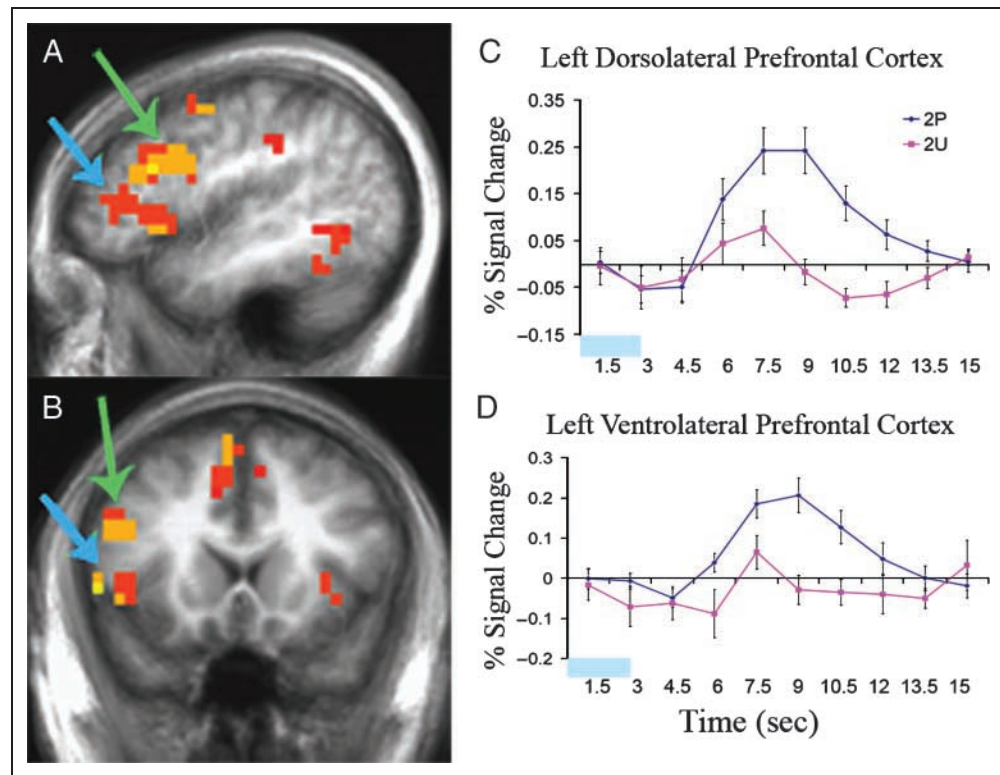 A
B
C
Left Dorsolateral Prefrontal Cortex
% Signal Change
0.35
0.25
0.15
0.05
−0.05
−0.15
2P
2U
1.5 3 4.5 6 7.5 9 10.5 12 13.5 15
D
Left Ventrolateral Prefrontal Cortex
% Signal Change
0.3
0.2
0.1
0
−0.1
−0.2
1.5 3 4.5 6 7.5 9 10.5 12 13.5 15
Time (sec)